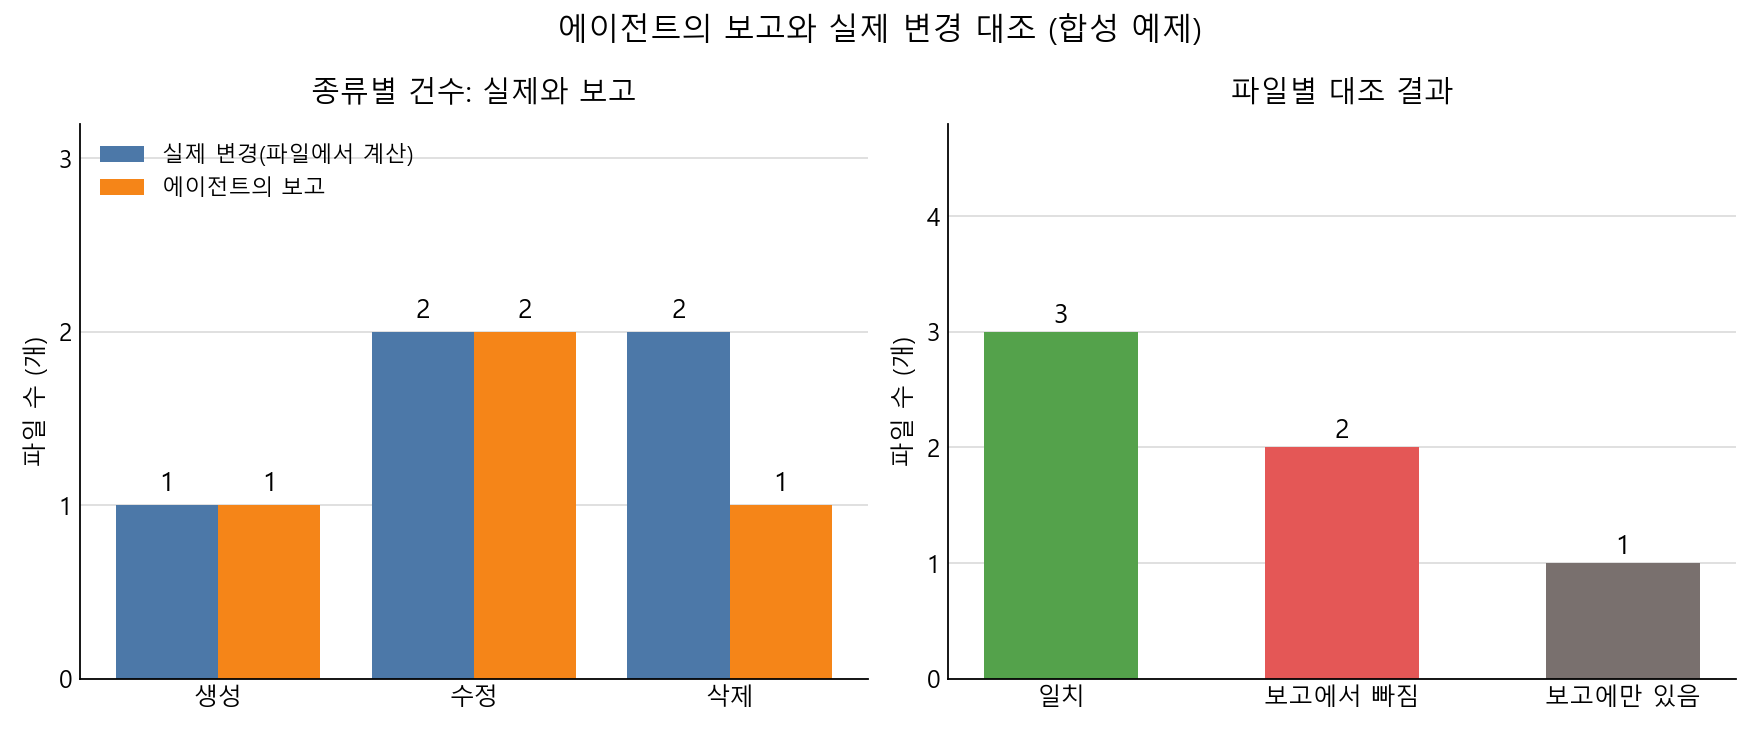 에이전트의 보고와 실제 변경 대조 (합성 예제)
종류별 건수: 실제와 보고
실제 변경(파일에서 계산)
에이전트의 보고
파일 수 (개)
3
2
1
0
1
1
2
2
2
1
생성
수정
삭제
파일별 대조 결과
파일 수 (개)
4
3
2
1
0
3
2
1
일치
보고에서 빠짐
보고에만 있음